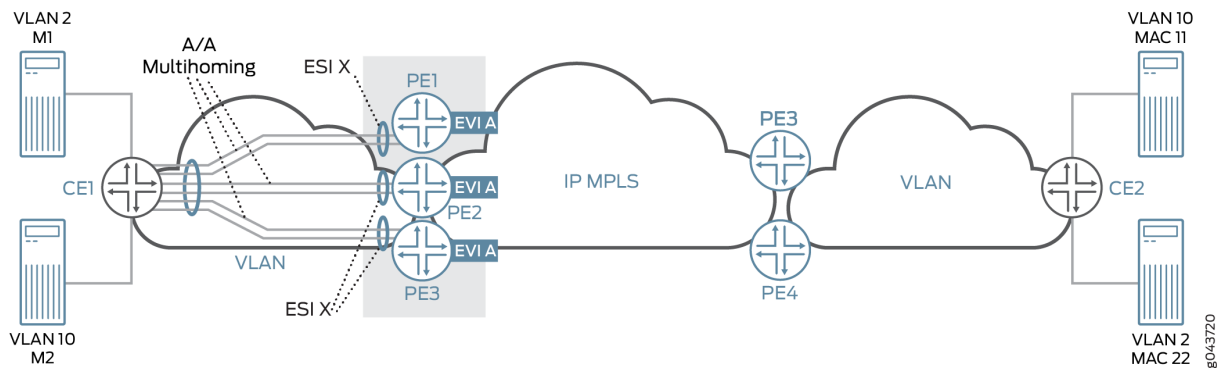 VLAN 2
M1
A/A
Multihoming
ESI X
PE1
EVI A
CE1
EVI A
PE2
EVI A
PE3
VLAN
ESI X
VLAN 10
M2
IP MPLS
PE3
PE4
VLAN
CE2
VLAN 10
MAC 11
VLAN 2
MAC 22
g043720